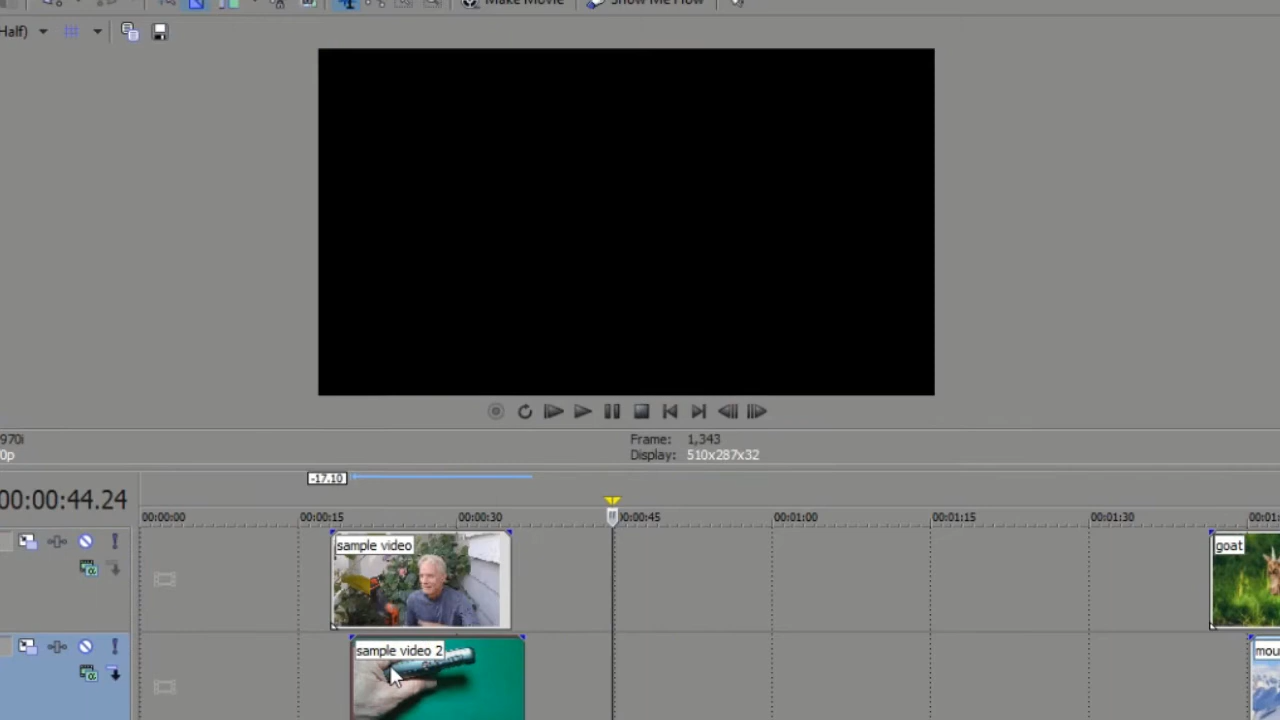 Make Movie Show Me How
Half)
970i
0p
Frame: 1,343
Display: 510x287x32
-17.10
00:00:44.24
00:00:00 00:00:15 00:00:30 00:00:45 00:01:00 00:01:15 00:01:30 00:01:
sample video
goat
sample video 2
mou